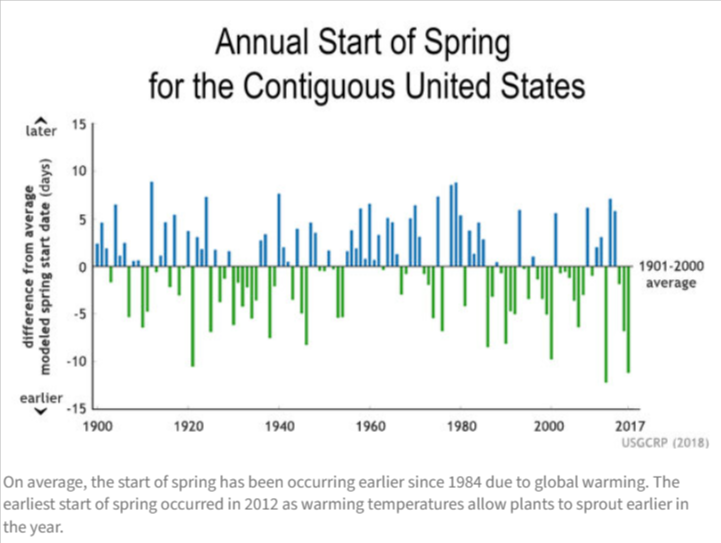 Annual Start of Spring
for the Contiguous United States
later
15
10
5
0
-5
-10
-15
earlier
difference from average
modeled spring start date (days)
1901-2000
average
1900
1920
1940
1960
1980
2000
2017
USGCRP (2018)
On average, the start of spring has been occurring earlier since 1984 due to global warming. The
earliest start of spring occurred in 2012 as warming temperatures allow plants to sprout earlier in
the year.